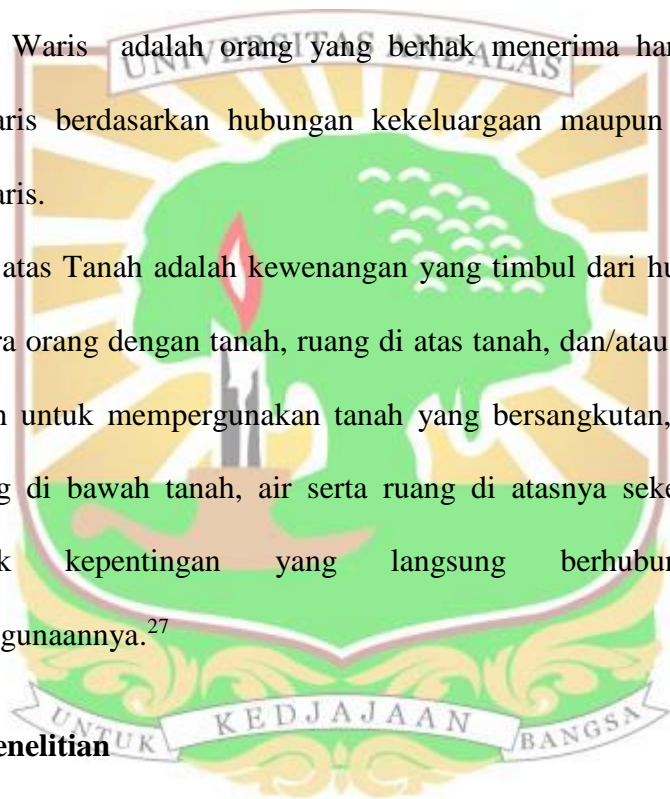 UNIVERSITAS ANDALAS
Waris adalah orang yang berhak menerima har
aris berdasarkan hubungan kekeluargaan maupun
aris.
atas Tanah adalah kewenangan yang timbul dari hu
ra orang dengan tanah, ruang di atas tanah, dan/atau
n untuk mempergunakan tanah yang bersangkutan,
g di bawah tanah, air serta ruang di atasnya seke
k kepentingan yang langsung berhubun
gunaannya.27
UNTUK KEDJAJAAN BANGSA
enelitian